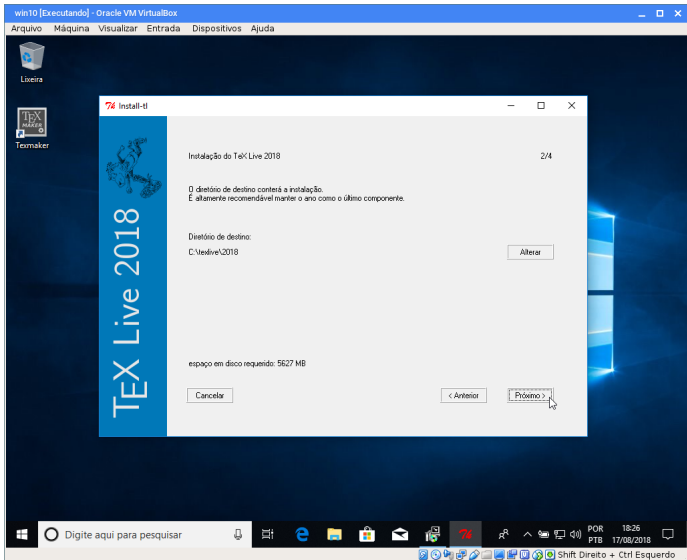 win10 [Executando] - Oracle VM VirtualBox
Arquivo Máquina Visualizar Entrada Dispositivos Ajuda
Lixeira
TEX
MAKER
Texmaker
Install-tl
TEX Live 2018
Instalação do TeX Live 2018
2/4
O diretório de destino conterá a instalação.
É altamente recomendável manter o ano como o último componente.
Diretório de destino:
C:\texlive\2018
Alterar
espaço em disco requerido: 5627 MB
Cancelar
< Anterior
Próximo >
Digite aqui para pesquisar
POR
PTB
18:26
17/08/2018
Shift Direito + Ctrl Esquerdo